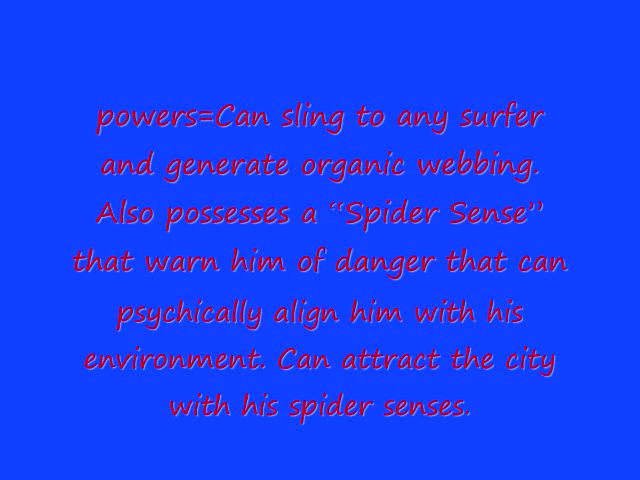 powers=Can sling to any surfer
and generate organic webbing.
Also possesses a “Spider Sense”
that warn him of danger that can
psychically align him with his
environment. Can attract the city
with his spider senses.